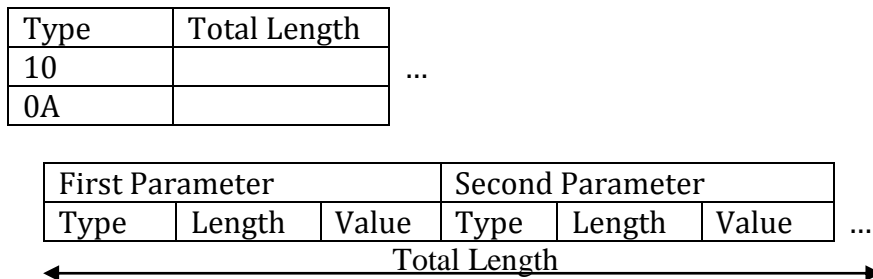 Type Total Length
10 ...
0A
First Parameter Second Parameter
Type Length Value Type Length Value ...
Total Length